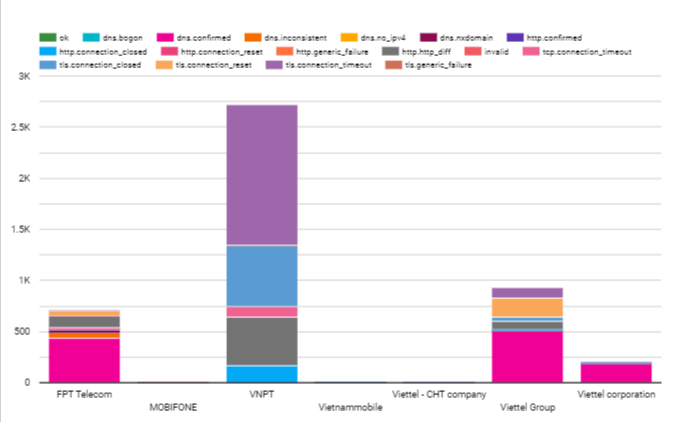 ok dns.bogon dns.confirmed dns.inconsistent dns.no_ipv4 dns.nxdomain http.confirmed
http.connection_closed http.connection_reset http.generic_failure http.http_diff invalid tcp.connection_timeout
tls.connection_closed tls.connection_reset tls.connection_timeout tls.generic_failure
3K
2.5K
2K
1.5K
1K
500
0
FPT Telecom VNPT Viettel - CHT company Viettel corporation
MOBIFONE Vietnammobile Viettel Group